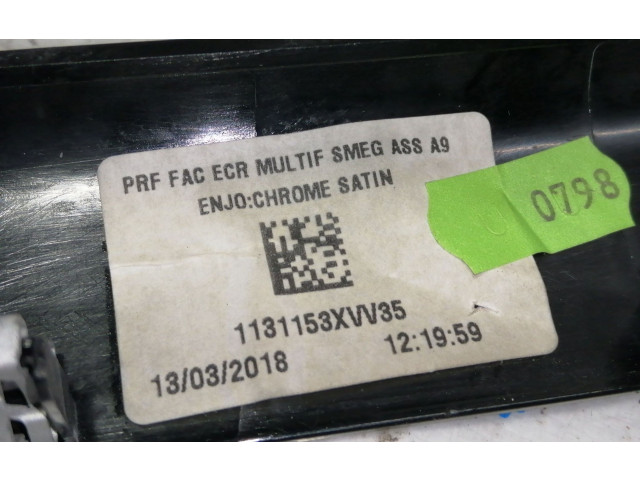 PRF FAC ECR MULTIF SMEG ASS A9
ENJO:CHROME SATIN
1131153XVV35
13/03/2018 12:19:59
0798